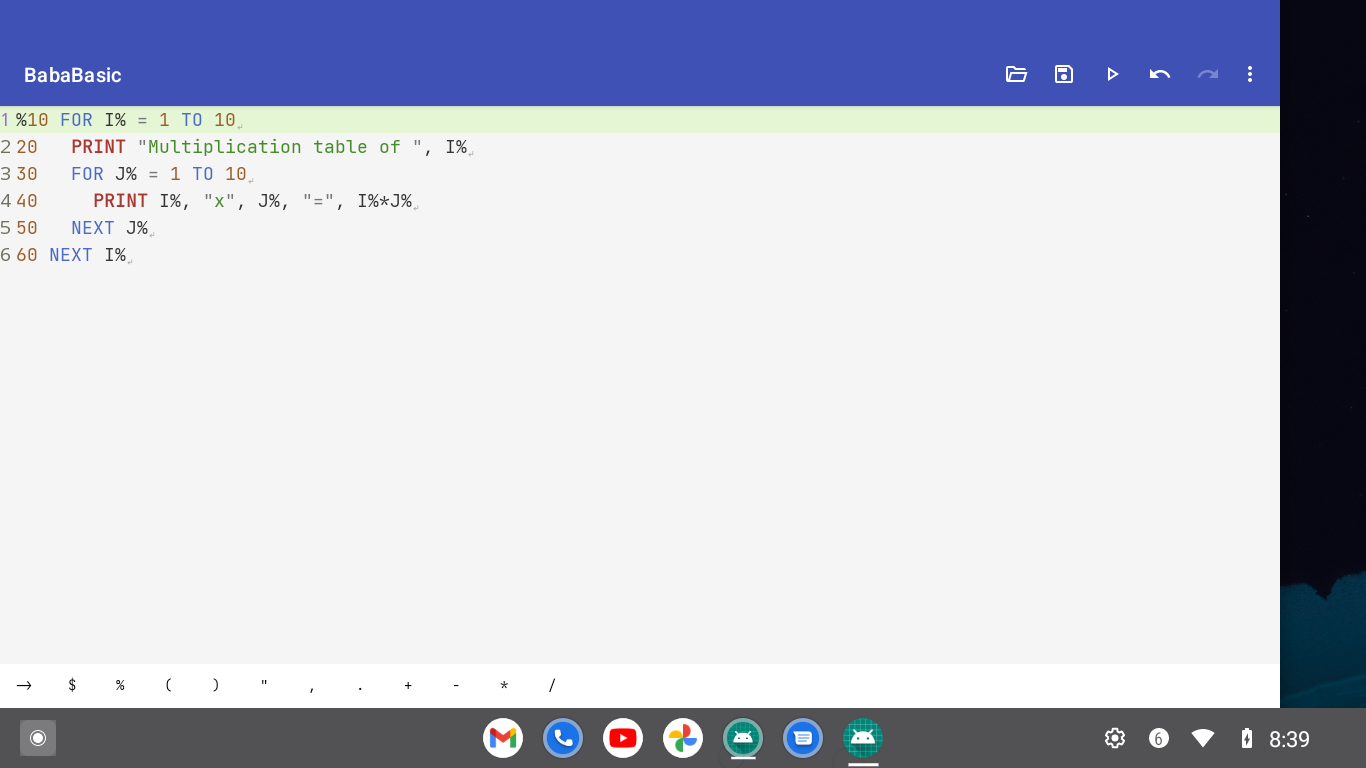 BabaBasic
1 %10 FOR I% = 1 TO 10
2 20   PRINT "Multiplication table of ", I%
3 30   FOR J% = 1 TO 10
4 40     PRINT I%, "x", J%, "=", I%*J%
5 50   NEXT J%
6 60 NEXT I%
→ $ % ( ) " , . + - * /
6 8:39